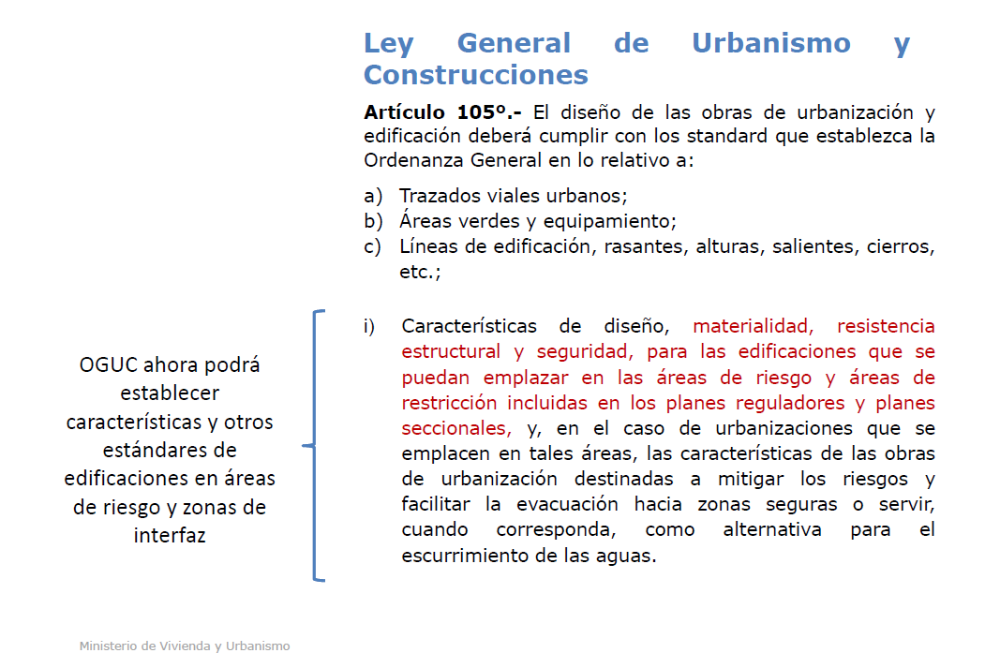 Ley General de Urbanismo y
Construcciones
Artículo 105º.- El diseño de las obras de urbanización y
edificación deberá cumplir con los standard que establezca la
Ordenanza General en lo relativo a:
a) Trazados viales urbanos;
b) Áreas verdes y equipamiento;
c) Líneas de edificación, rasantes, alturas, salientes, cierros,
etc.;
i) Características de diseño, materialidad, resistencia
estructural y seguridad, para las edificaciones que se
puedan emplazar en las áreas de riesgo y áreas de
restricción incluidas en los planes reguladores y planes
seccionales, y, en el caso de urbanizaciones que se
emplacen en tales áreas, las características de las obras
de urbanización destinadas a mitigar los riesgos y
facilitar la evacuación hacia zonas seguras o servir,
cuando corresponda, como alternativa para el
escurrimiento de las aguas.
OGUC ahora podrá
establecer
características y otros
estándares de
edificaciones en áreas
de riesgo y zonas de
interfaz
Ministerio de Vivienda y Urbanismo